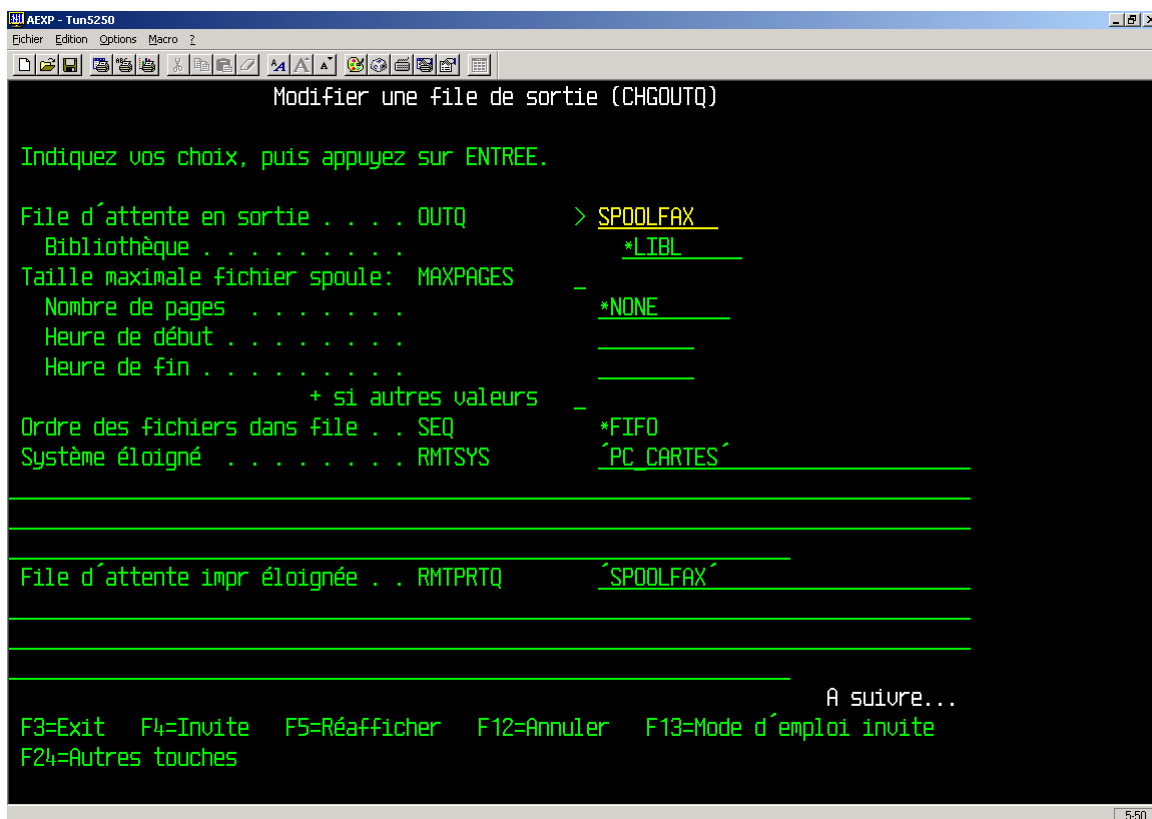 AEXP - Tun5250
Fichier Edition Options Macro ?
Modifier une file de sortie (CHGOUTQ)
Indiquez vos choix, puis appuyez sur ENTREE.
File d´attente en sortie . . . . OUTQ > SPOOLFAX
Bibliothèque . . . . . . . . . *LIBL
Taille maximale fichier spoule: MAXPAGES _
Nombre de pages . . . . . . . *NONE
Heure de début . . . . . . . .
Heure de fin . . . . . . . . .
+ si autres valeurs _
Ordre des fichiers dans file . . SEQ *FIFO
Système éloigné . . . . . . . . RMTSYS ´PC_CARTES´
File d´attente impr éloignée . . RMTPRTQ ´SPOOLFAX´
A suivre...
F3=Exit F4=Invite F5=Réafficher F12=Annuler F13=Mode d´emploi invite
F24=Autres touches
5:50